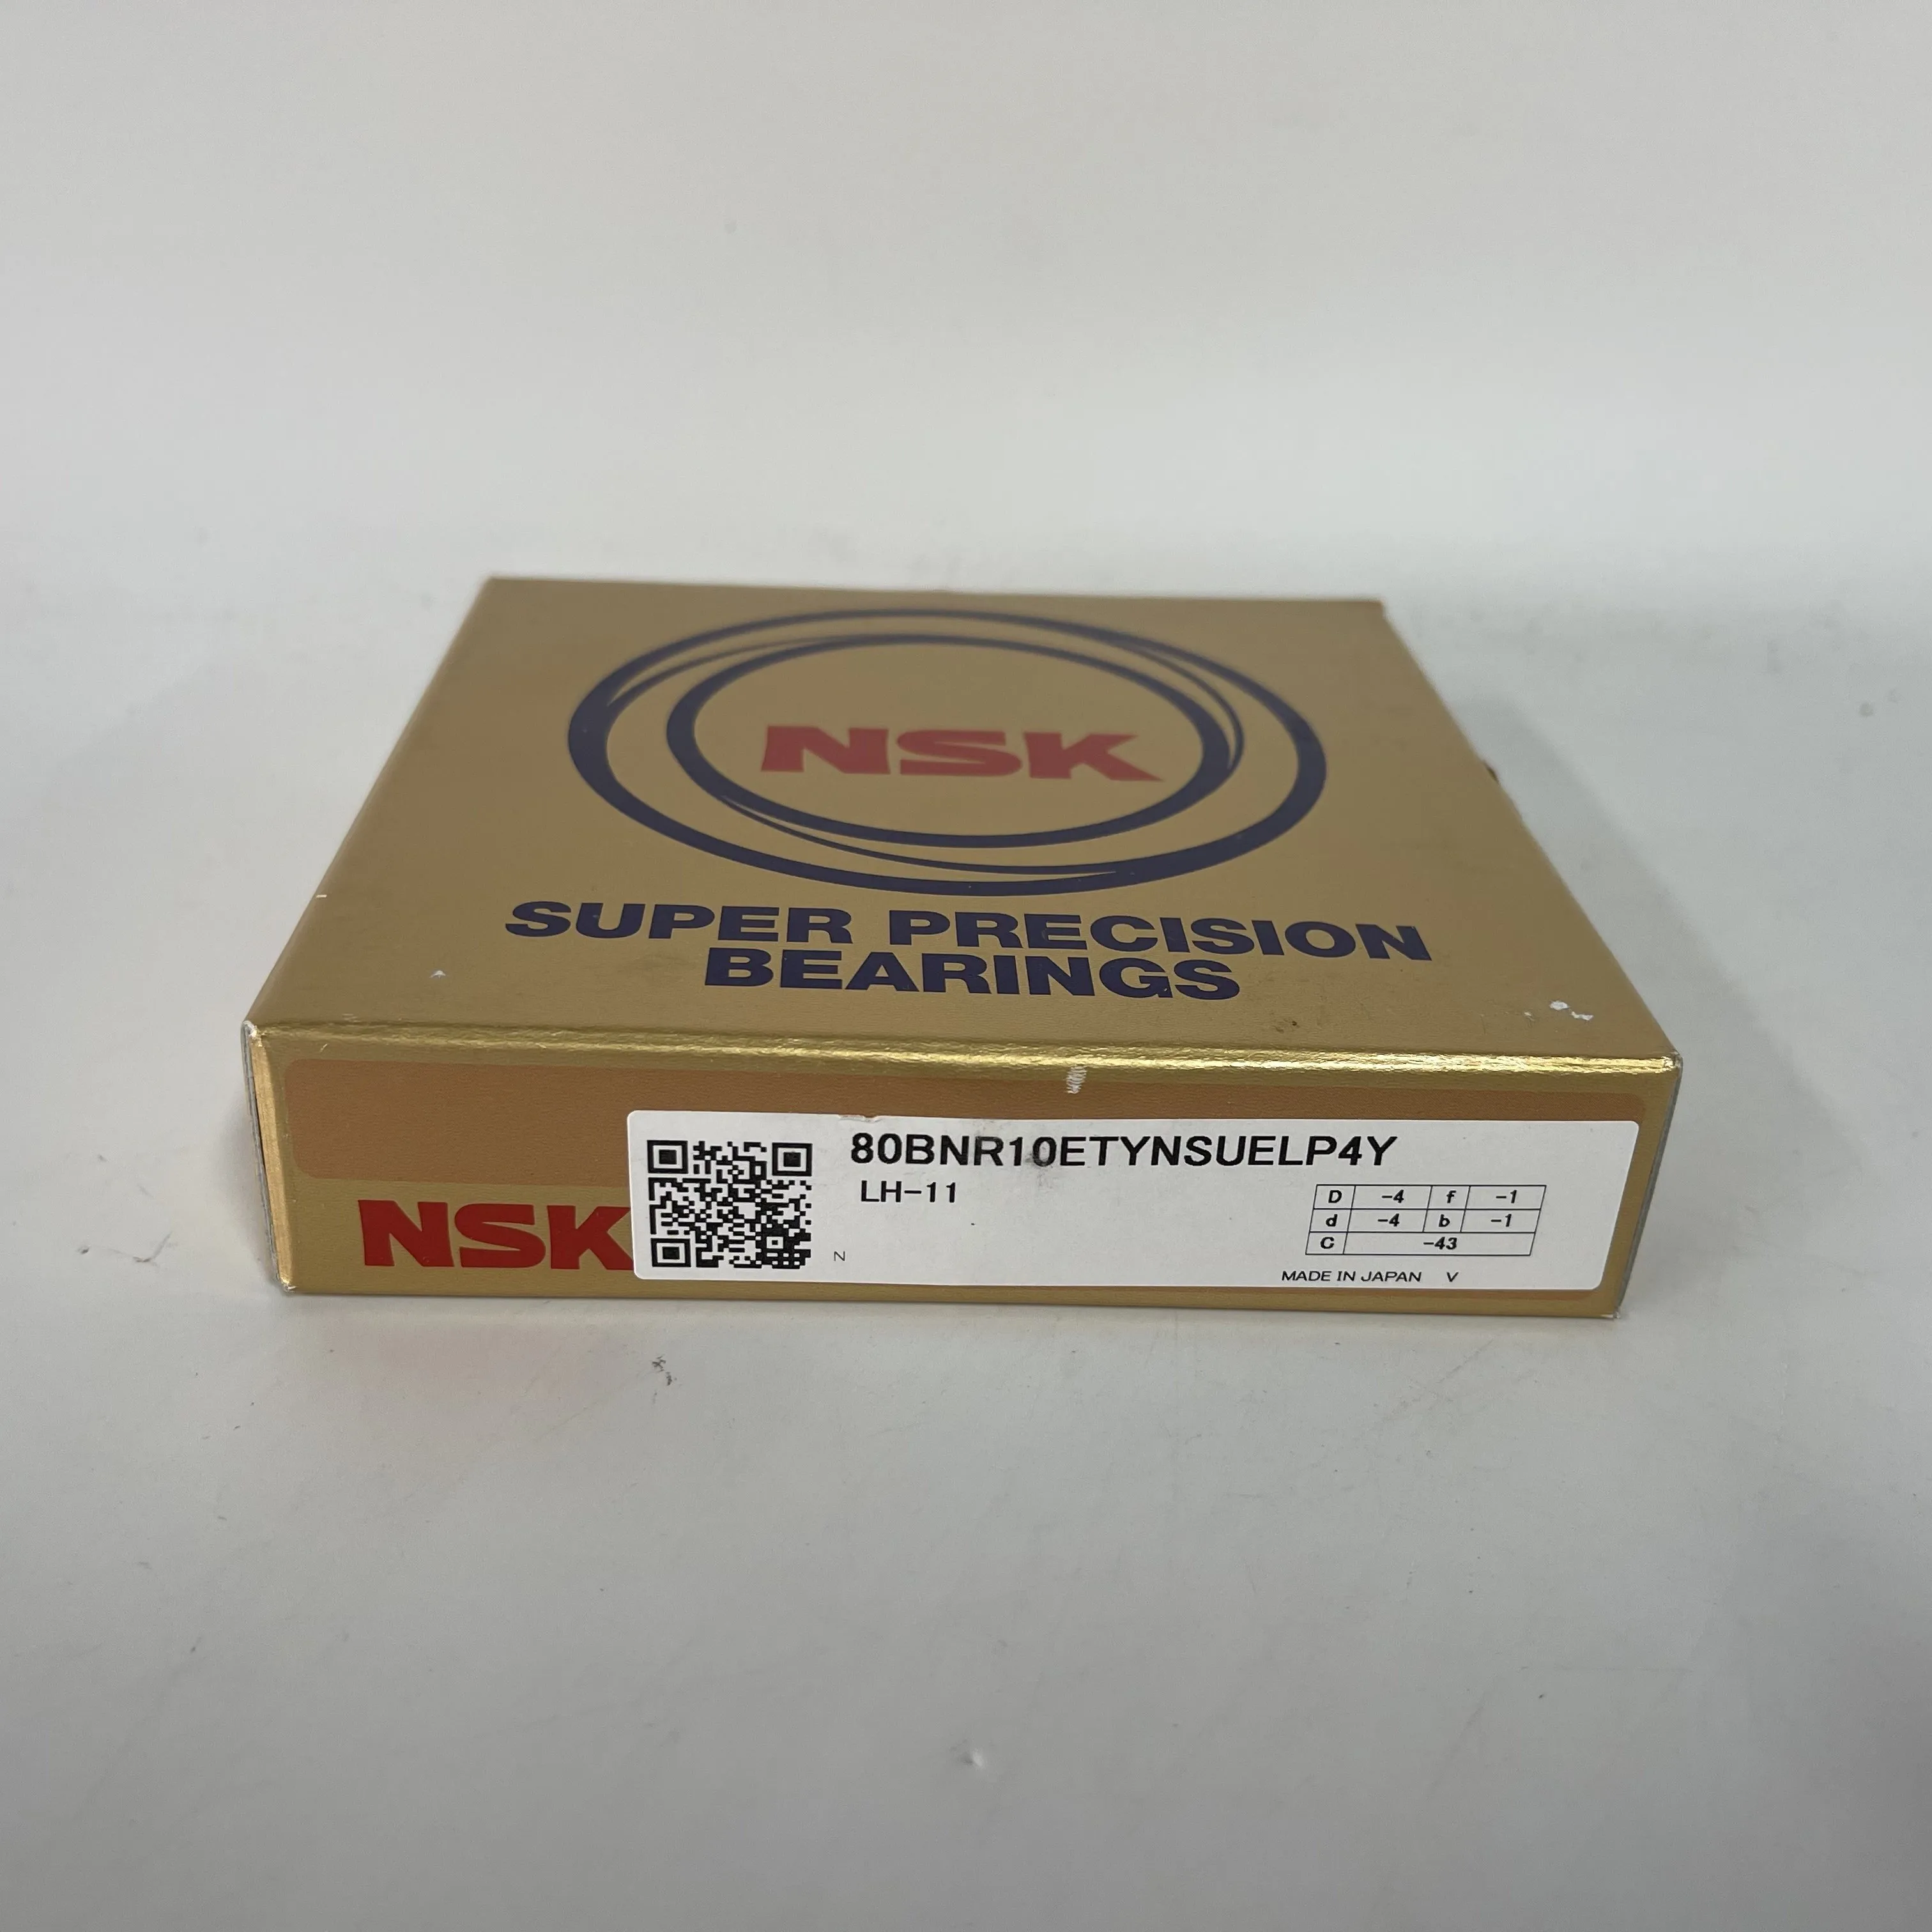 NSK
SUPER PRECISION
BEARINGS
NSK
80BNR10ETYNSUELP4Y
LH-11
N
D -4 f -1
d -4 b -1
C -43
MADE IN JAPAN V